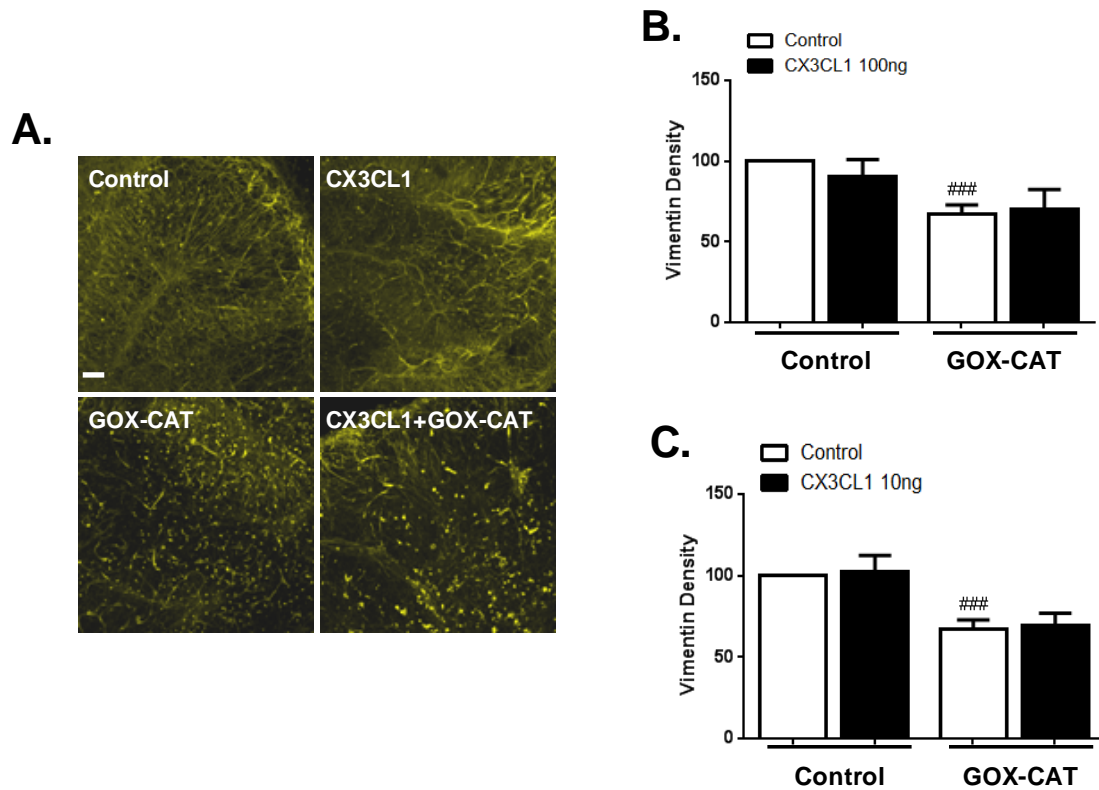 A.
Control
CX3CL1
GOX-CAT
CX3CL1+GOX-CAT
B.
Control
CX3CL1 100ng
Vimentin Density
150
100
50
0
###
Control
GOX-CAT
C.
Control
CX3CL1 10ng
Vimentin Density
150
100
50
0
###
Control
GOX-CAT